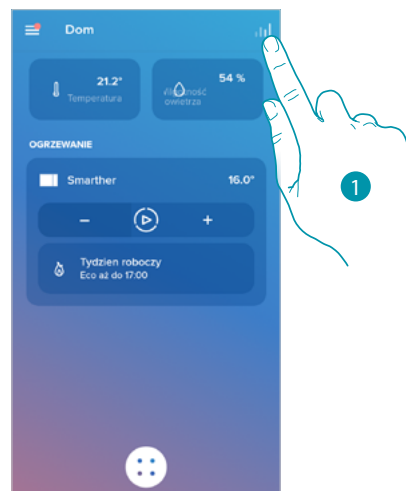 Dom
21.2°
Temperatura
54 %
Wilgotność
powietrza
OGRZEWANIE
Smarther
16.0°
–
+
Tydzien roboczy
Eco aż do 17:00
1